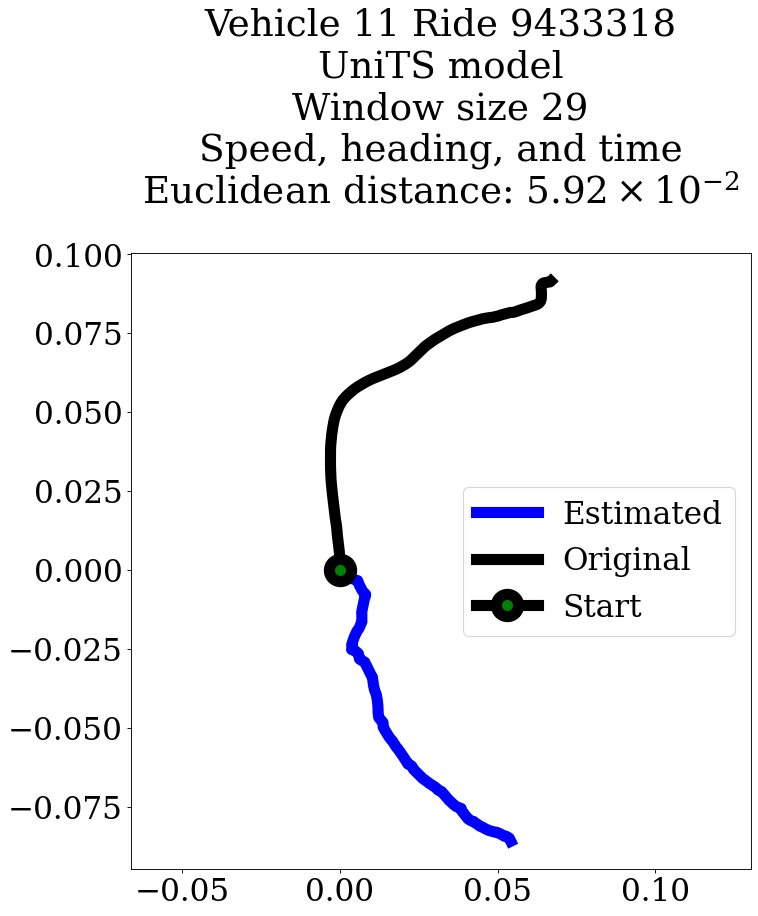 Vehicle 11 Ride 9433318
UniTS model
Window size 29
Speed, heading, and time
Euclidean distance: 5.92 × 10⁻²
0.100
0.075
0.050
0.025
0.000
−0.025
−0.050
−0.075
Estimated
Original
Start
−0.05 0.00 0.05 0.10